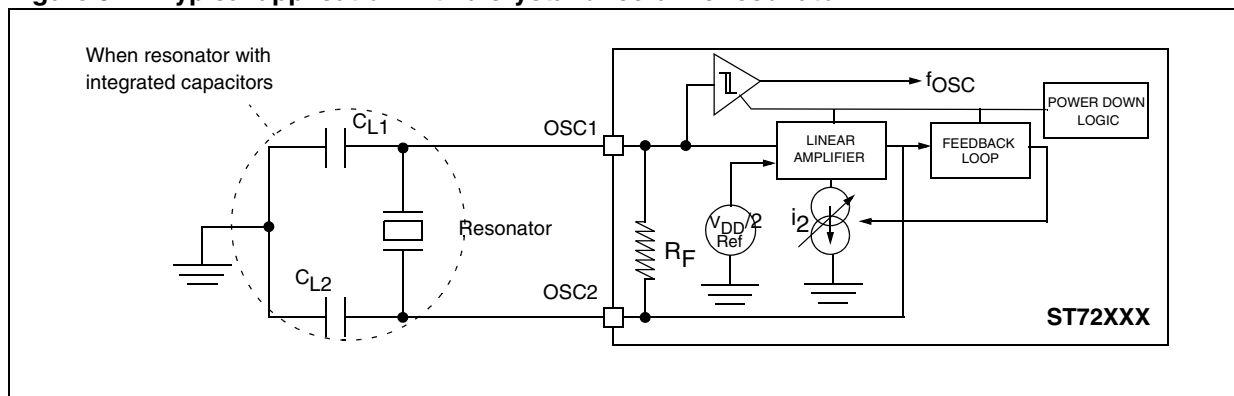 When resonator with
integrated capacitors
CL1
OSC1
fOSC
POWER DOWN
LOGIC
LINEAR
AMPLIFIER
FEEDBACK
LOOP
Resonator
RF
VDD/2
Ref
i2
CL2
OSC2
ST72XXX